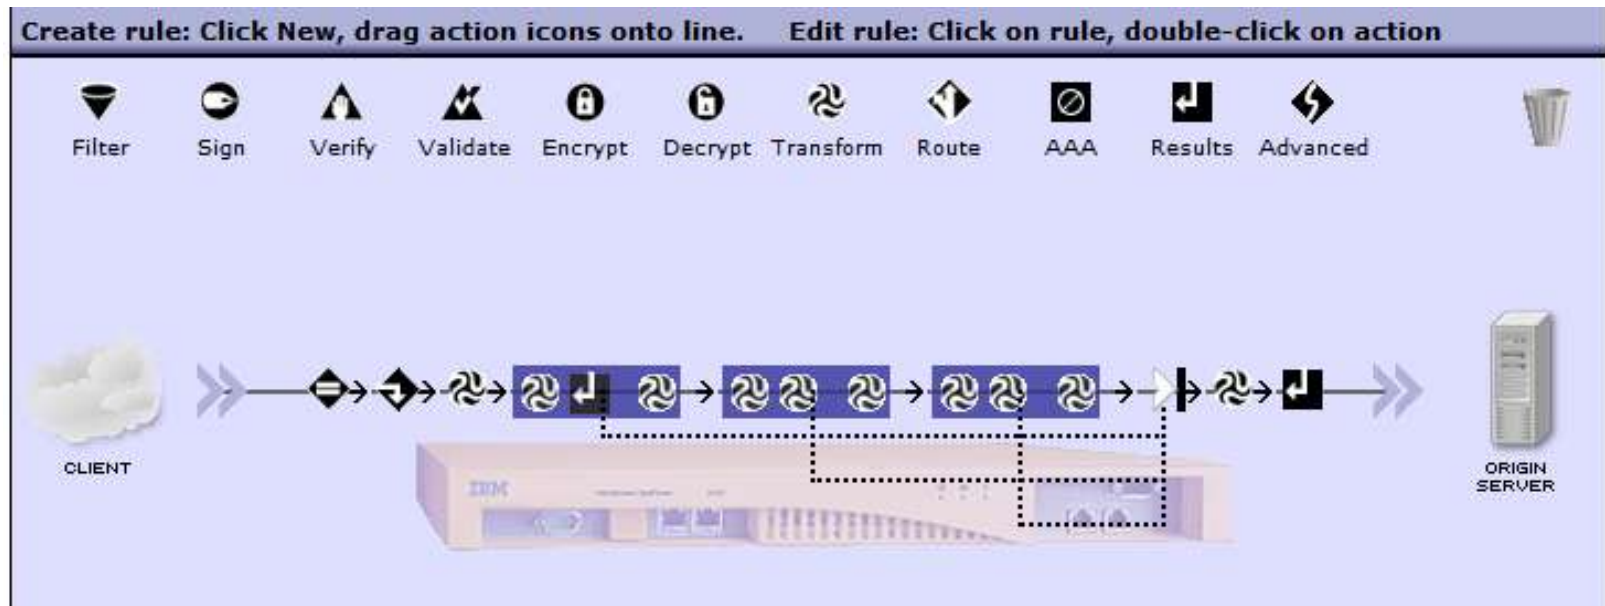 Create rule: Click New, drag action icons onto line. Edit rule: Click on rule, double-click on action
Filter Sign Verify Validate Encrypt Decrypt Transform Route AAA Results Advanced
CLIENT
IBM
ORIGIN
SERVER